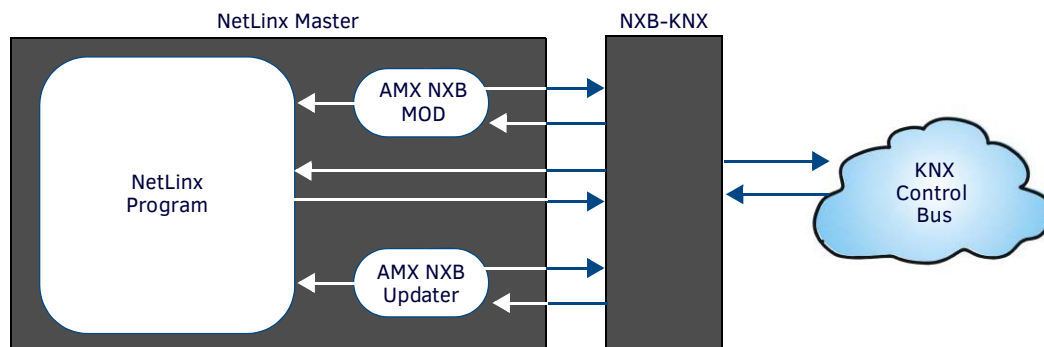 NetLinx Master
NXB-KNX
AMX NXB
MOD
NetLinx
Program
KNX
Control
Bus
AMX NXB
Updater